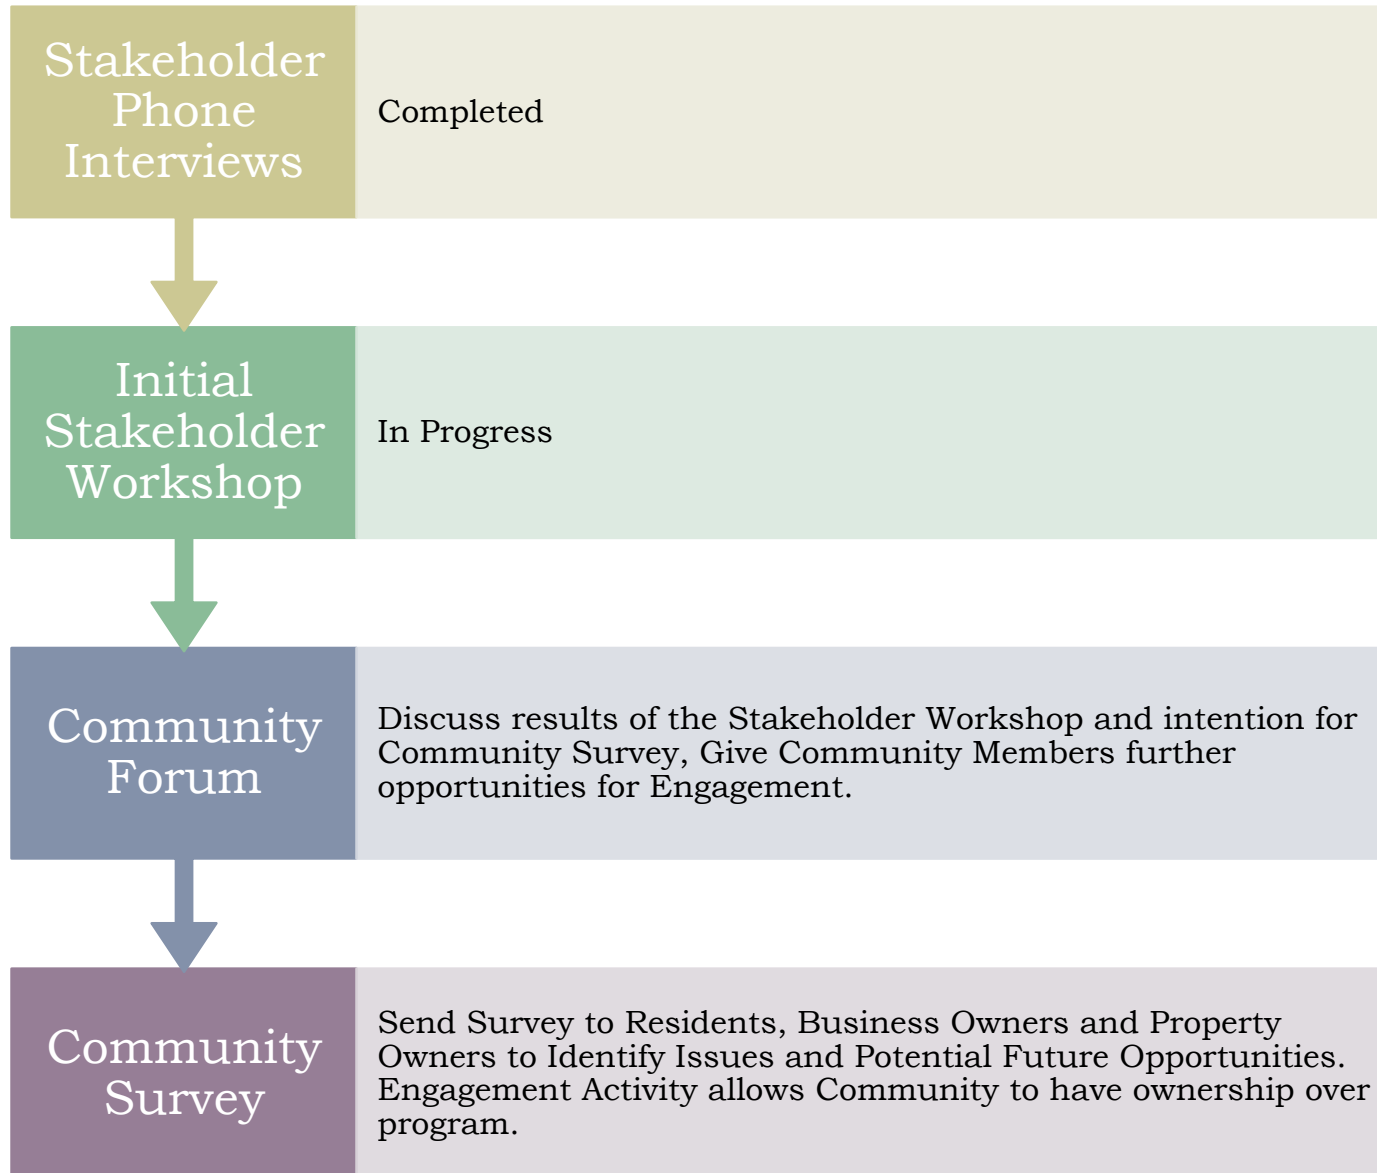 Stakeholder
Phone
Interviews
Completed
Initial
Stakeholder
Workshop
In Progress
Community
Forum
Discuss results of the Stakeholder Workshop and intention for
Community Survey, Give Community Members further
opportunities for Engagement.
Community
Survey
Send Survey to Residents, Business Owners and Property
Owners to Identify Issues and Potential Future Opportunities.
Engagement Activity allows Community to have ownership over
program.